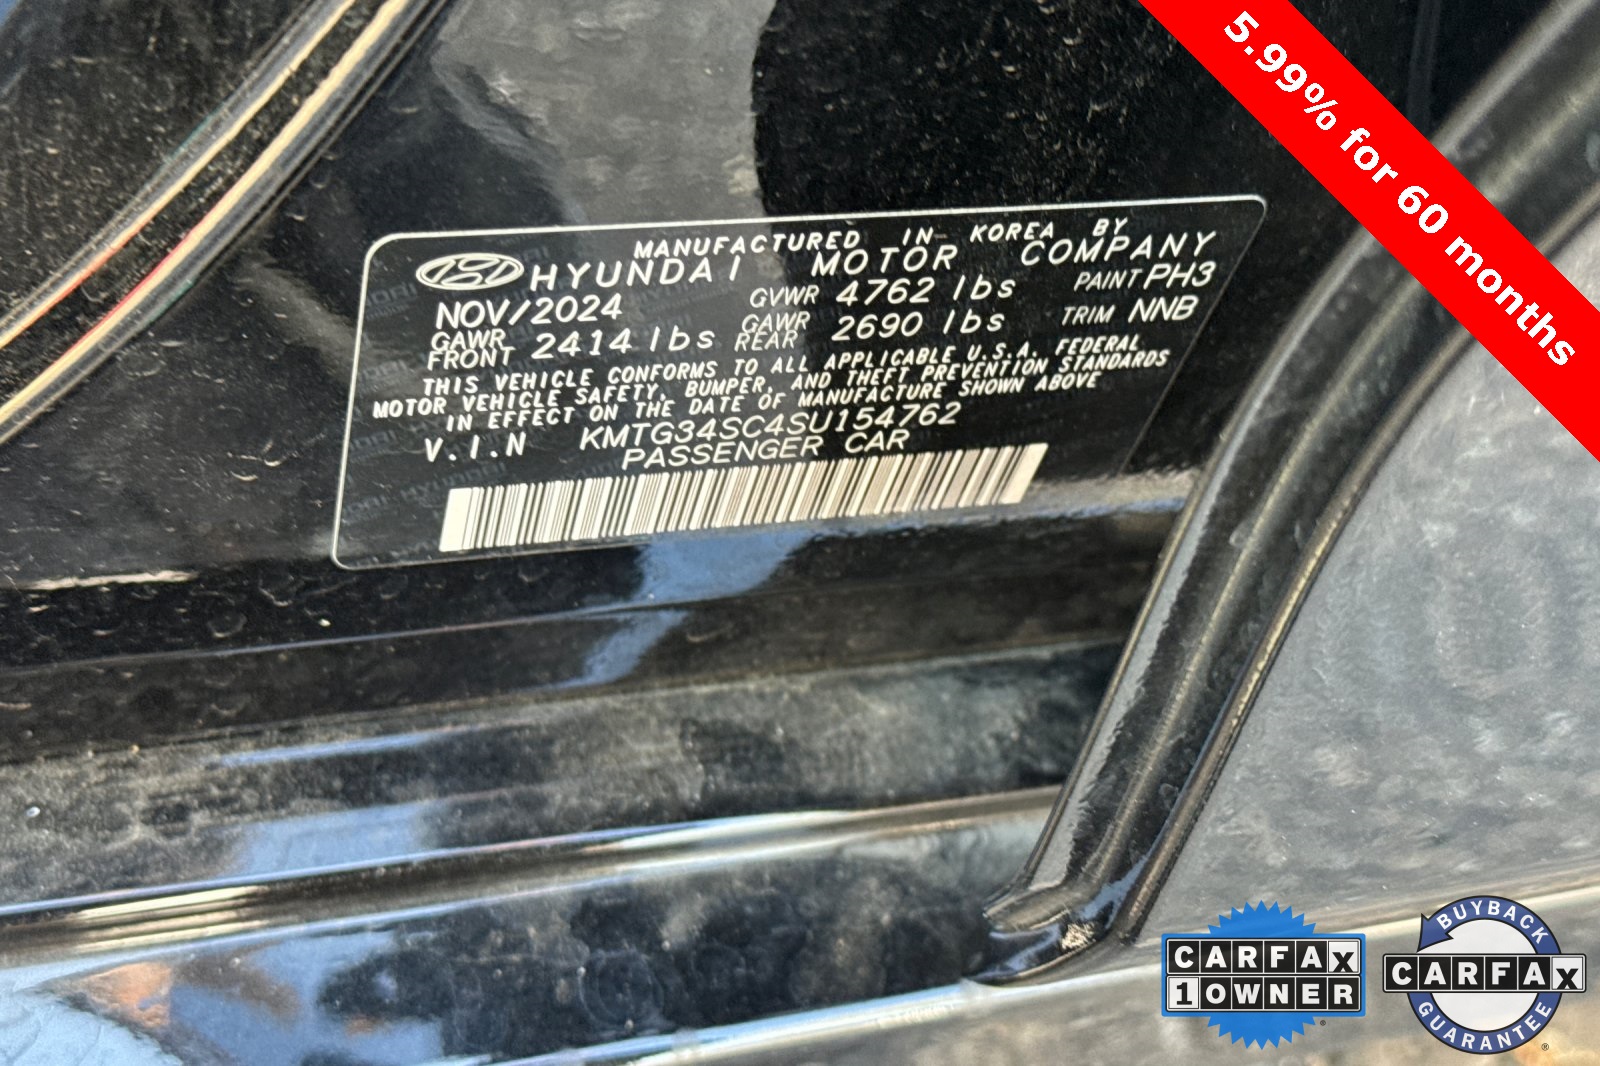 MANUFACTURED IN KOREA BY
HYUNDAI MOTOR COMPANY
NOV/2024 GVWR 4762 lbs PAINT PH3
GAWR FRONT 2414 lbs GAWR REAR 2690 lbs TRIM NNB
THIS VEHICLE CONFORMS TO ALL APPLICABLE U.S.A. FEDERAL
MOTOR VEHICLE SAFETY, BUMPER, AND THEFT PREVENTION STANDARDS
IN EFFECT ON THE DATE OF MANUFACTURE SHOWN ABOVE
V.I.N KMTG34SC4SU154762
PASSENGER CAR
5.99% for 60 months
CARFAX
1 OWNER
BUYBACK
CARFAX
GUARANTEE